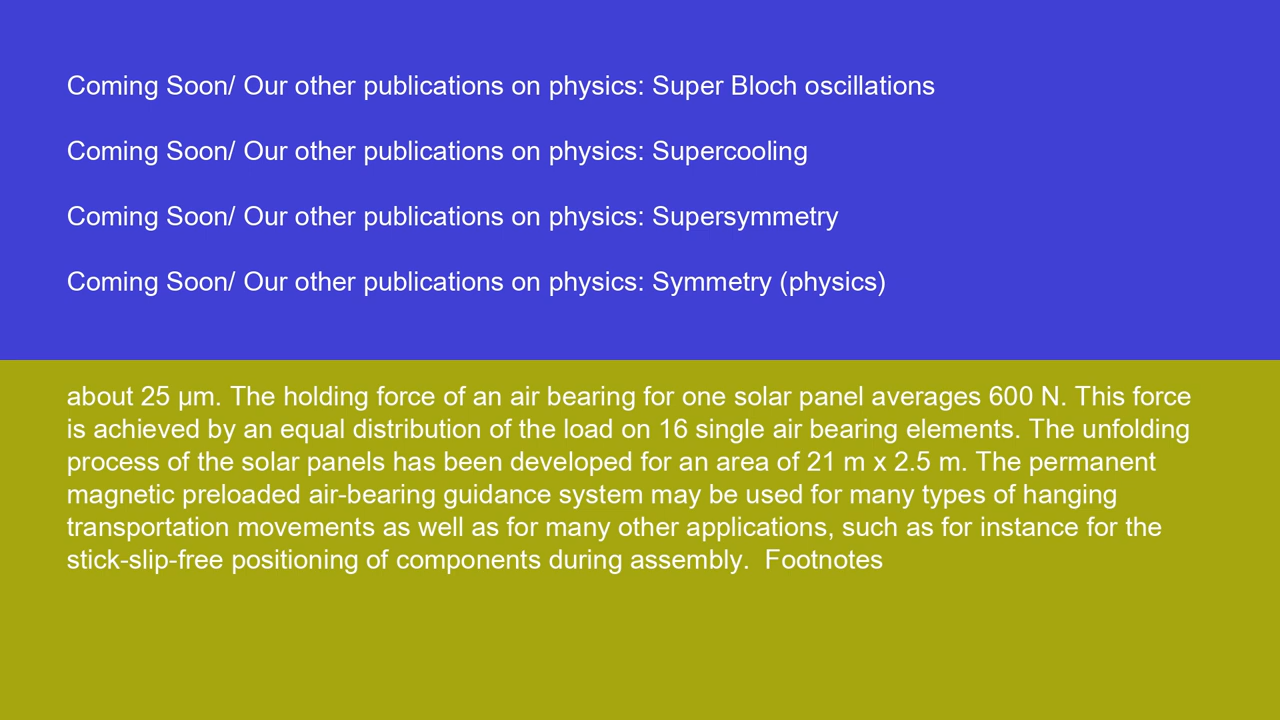 Coming Soon/ Our other publications on physics: Super Bloch oscillations
Coming Soon/ Our other publications on physics: Supercooling
Coming Soon/ Our other publications on physics: Supersymmetry
Coming Soon/ Our other publications on physics: Symmetry (physics)
about 25 μm. The holding force of an air bearing for one solar panel averages 600 N. This force
is achieved by an equal distribution of the load on 16 single air bearing elements. The unfolding
process of the solar panels has been developed for an area of 21 m x 2.5 m. The permanent
magnetic preloaded air-bearing guidance system may be used for many types of hanging
transportation movements as well as for many other applications, such as for instance for the
stick-slip-free positioning of components during assembly.  Footnotes